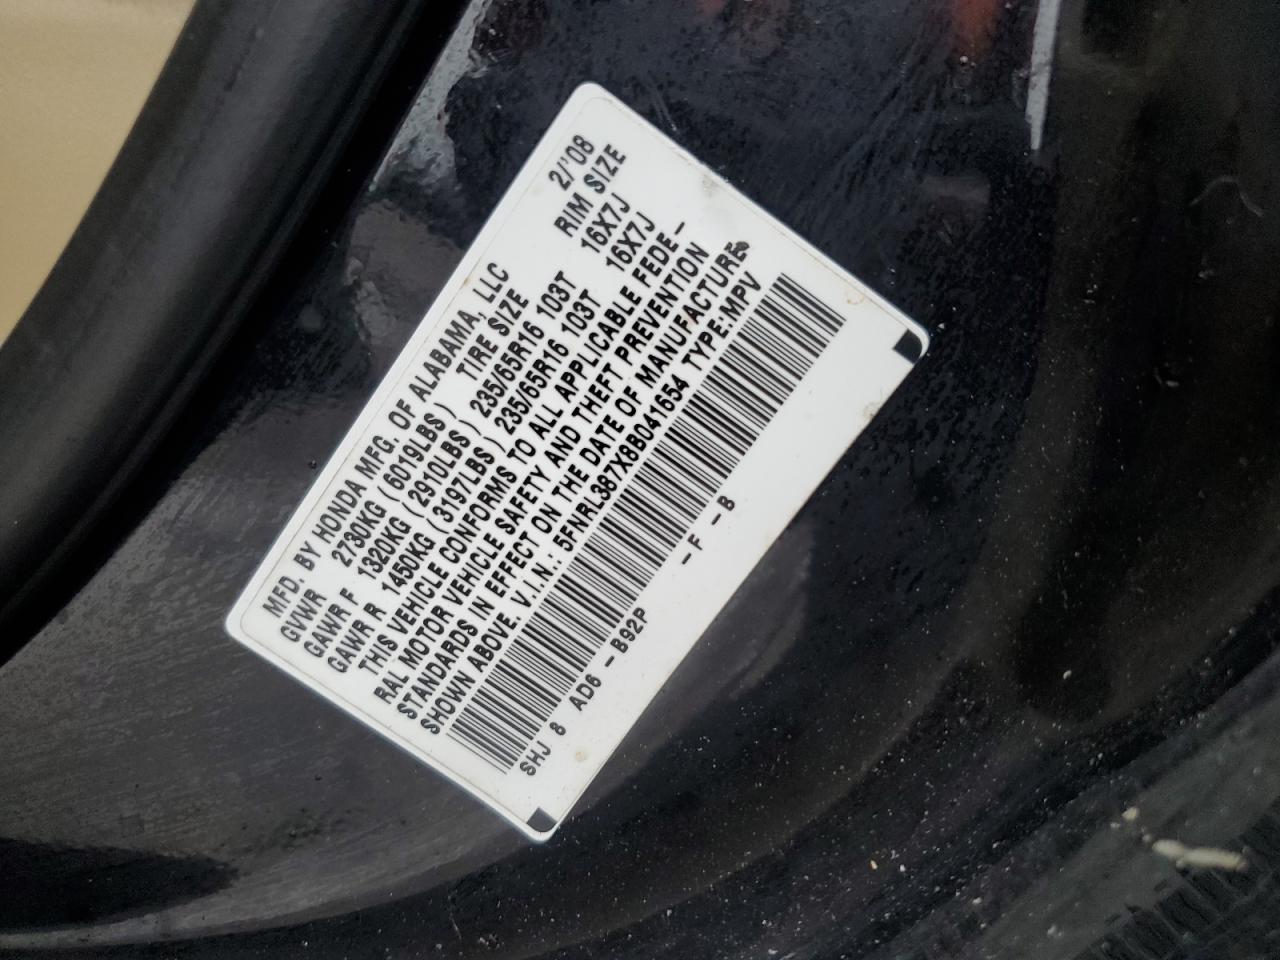 MFD. BY HONDA MFG. OF ALABAMA, LLC 2/'08
GVWR 2730KG (6019LBS) TIRE SIZE RIM SIZE
GAWR F 1320KG (2910LBS) 235/65R16 103T 16X7J
GAWR R 1450KG (3197LBS) 235/65R16 103T 16X7J
THIS VEHICLE CONFORMS TO ALL APPLICABLE FEDE-
RAL MOTOR VEHICLE SAFETY AND THEFT PREVENTION
STANDARDS IN EFFECT ON THE DATE OF MANUFACTURE
SHOWN ABOVE. V.I.N.: 5FNRL387X8B041654 TYPE:MPV
SHJ 8 AD6-B92P -F -B